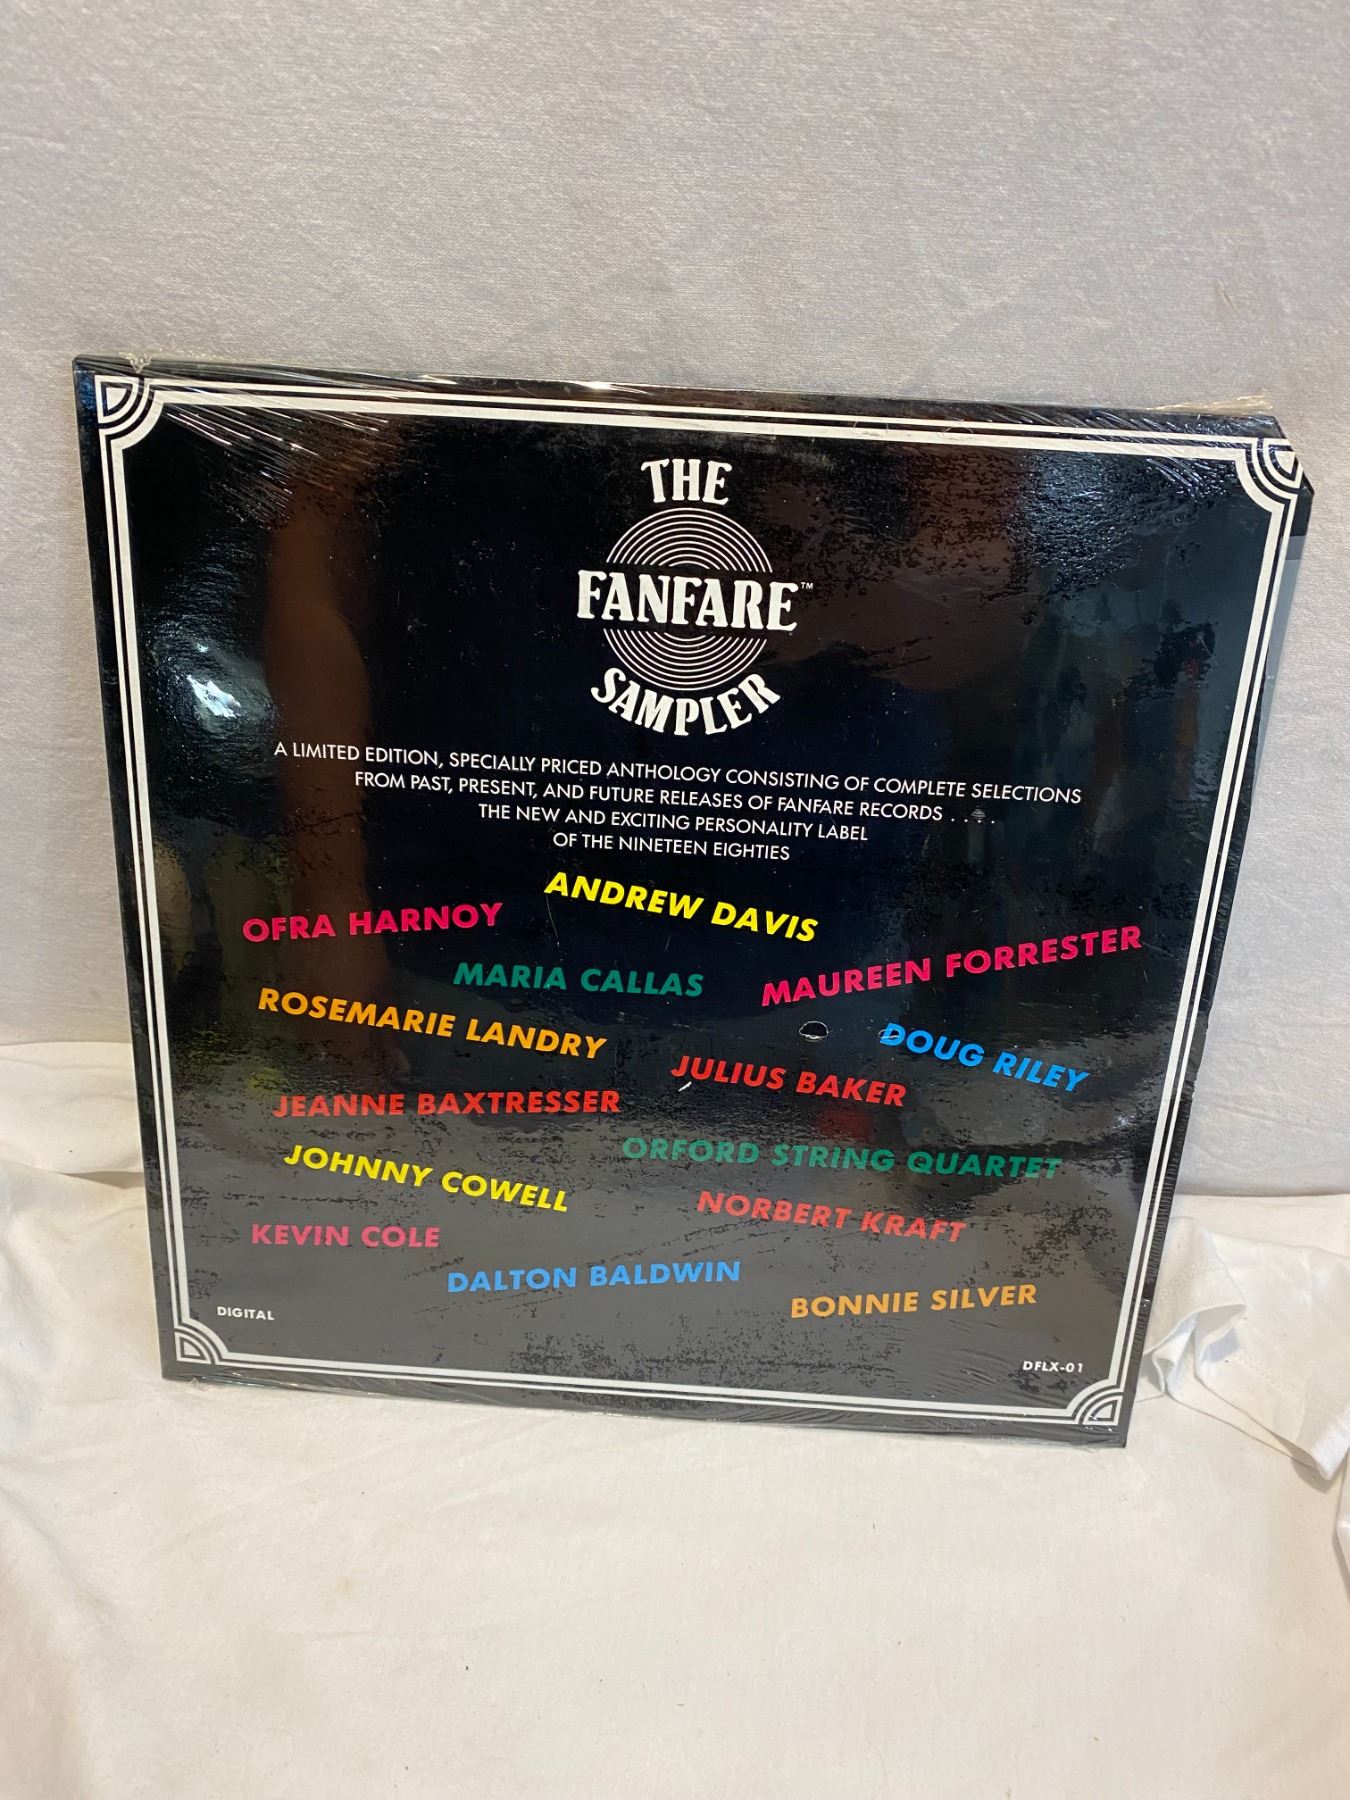 THE
FANFARE™
SAMPLER
A LIMITED EDITION, SPECIALLY PRICED ANTHOLOGY CONSISTING OF COMPLETE SELECTIONS
FROM PAST, PRESENT, AND FUTURE RELEASES OF FANFARE RECORDS . . . .
THE NEW AND EXCITING PERSONALITY LABEL
OF THE NINETEEN EIGHTIES
ANDREW DAVIS
OFRA HARNOY
MAUREEN FORRESTER
MARIA CALLAS
ROSEMARIE LANDRY
DOUG RILEY
JULIUS BAKER
JEANNE BAXTRESSER
ORFORD STRING QUARTET
JOHNNY COWELL
NORBERT KRAFT
KEVIN COLE
DALTON BALDWIN
BONNIE SILVER
DIGITAL
DFLX-01